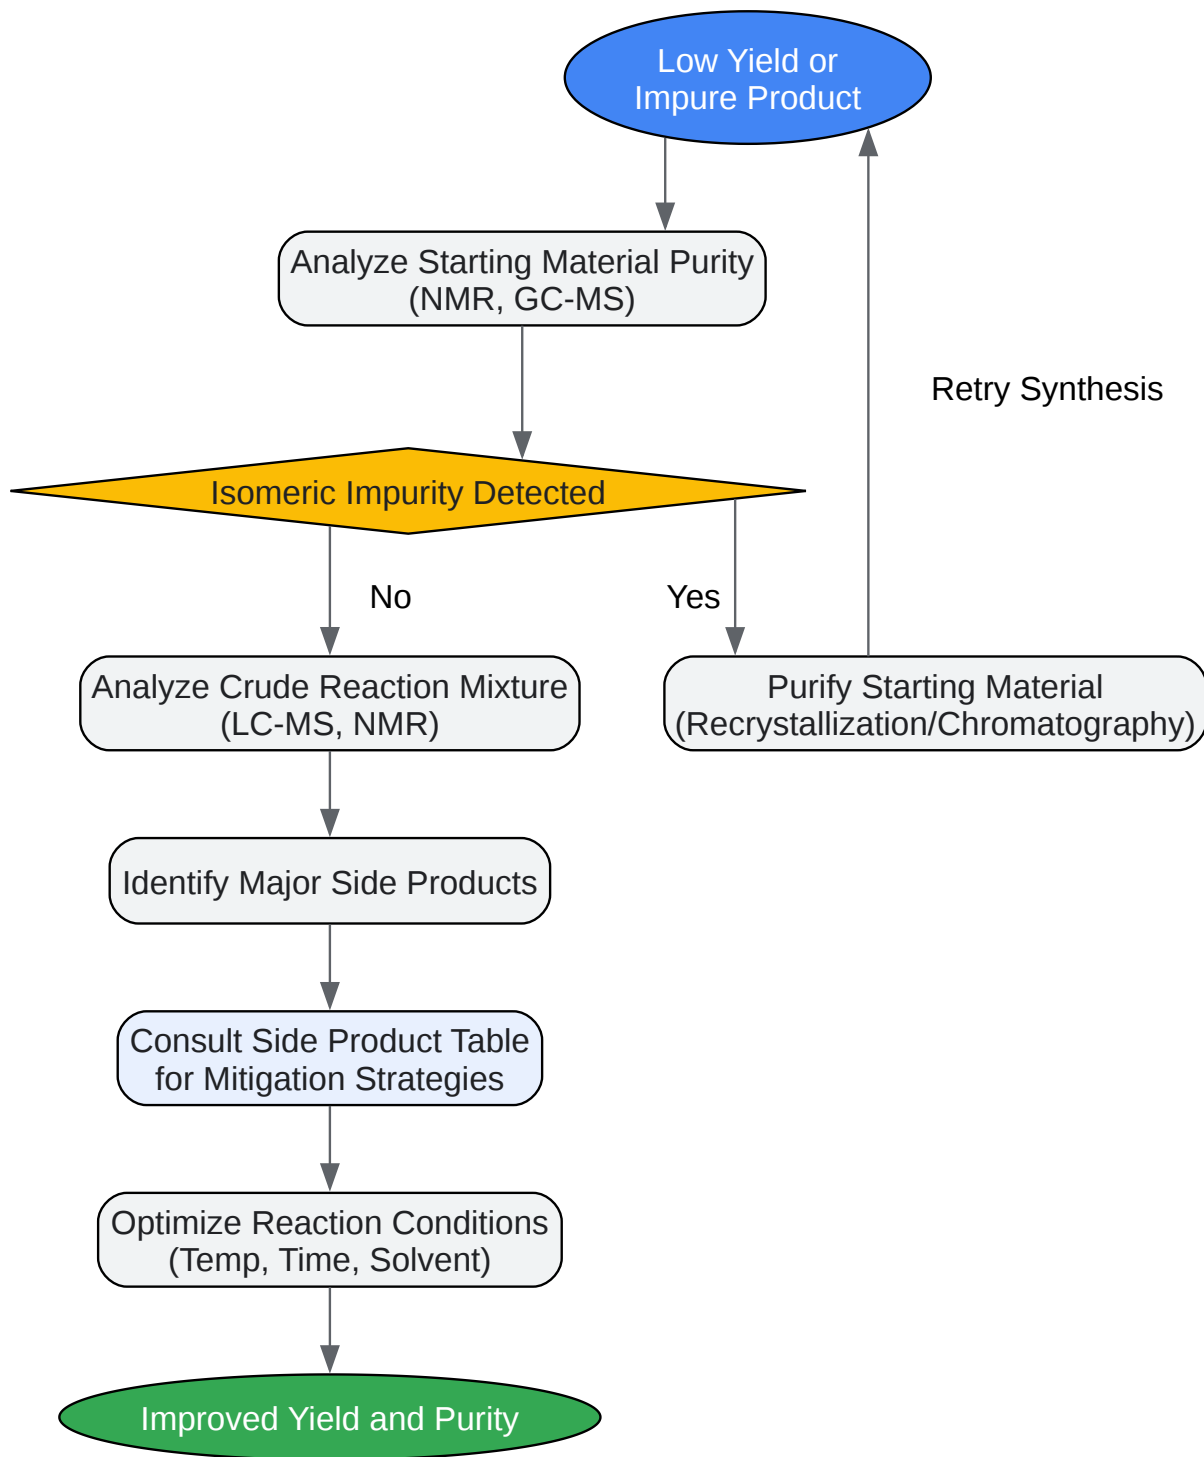 Low Yield or
Impure Product
Analyze Starting Material Purity
(NMR, GC-MS)
Retry Synthesis
Isomeric Impurity Detected
No
Yes
Analyze Crude Reaction Mixture
(LC-MS, NMR)
Purify Starting Material
(Recrystallization/Chromatography)
Identify Major Side Products
Consult Side Product Table
for Mitigation Strategies
Optimize Reaction Conditions
(Temp, Time, Solvent)
Improved Yield and Purity